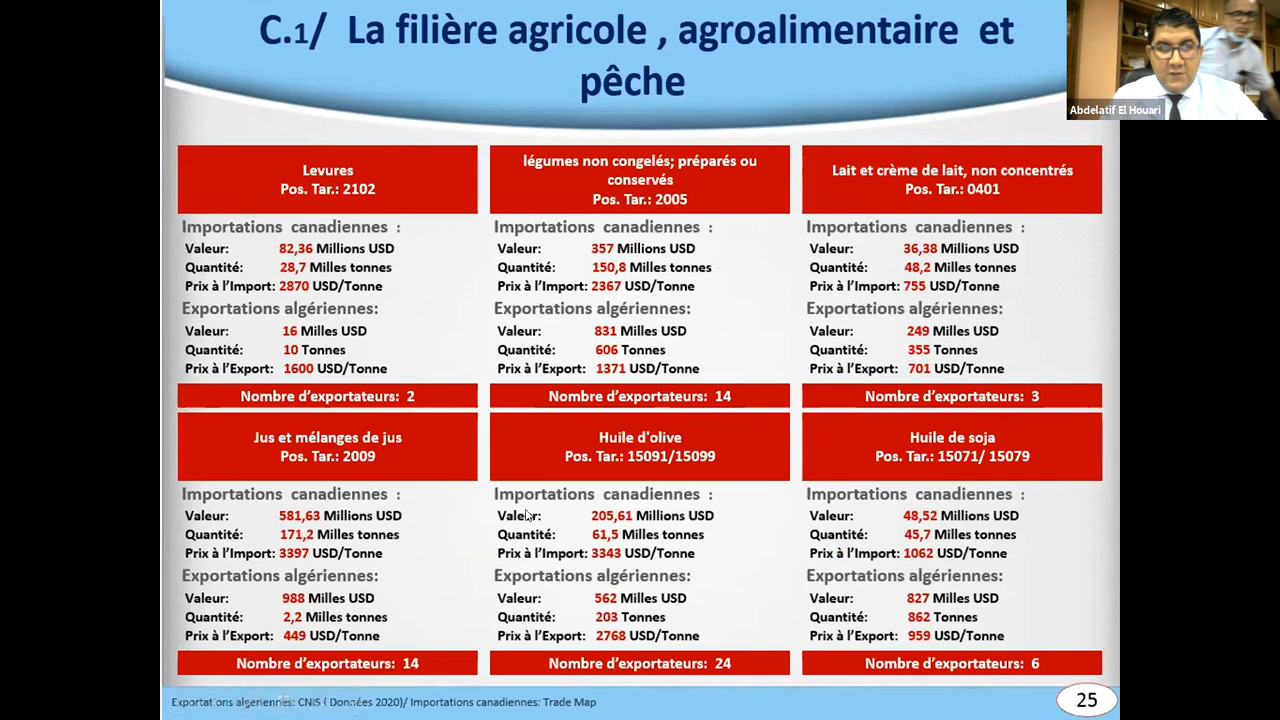 C.1/ La filière agricole , agroalimentaire et
pêche
Abdelatif El Houari
Levures
Pos. Tar.: 2102
Importations canadiennes :
Valeur: 82,36 Millions USD
Quantité: 28,7 Milles tonnes
Prix à l'Import: 2870 USD/Tonne
Exportations algériennes:
Valeur: 16 Milles USD
Quantité: 10 Tonnes
Prix à l'Export: 1600 USD/Tonne
Nombre d'exportateurs: 2
légumes non congelés; préparés ou
conservés
Pos. Tar.: 2005
Importations canadiennes :
Valeur: 357 Millions USD
Quantité: 150,8 Milles tonnes
Prix à l'Import: 2367 USD/Tonne
Exportations algériennes:
Valeur: 831 Milles USD
Quantité: 606 Tonnes
Prix à l'Export: 1371 USD/Tonne
Nombre d'exportateurs: 14
Lait et crème de lait, non concentrés
Pos. Tar.: 0401
Importations canadiennes :
Valeur: 36,38 Millions USD
Quantité: 48,2 Milles tonnes
Prix à l'Import: 755 USD/Tonne
Exportations algériennes:
Valeur: 249 Milles USD
Quantité: 355 Tonnes
Prix à l'Export: 701 USD/Tonne
Nombre d'exportateurs: 3
Jus et mélanges de jus
Pos. Tar.: 2009
Importations canadiennes :
Valeur: 581,63 Millions USD
Quantité: 171,2 Milles tonnes
Prix à l'Import: 3397 USD/Tonne
Exportations algériennes:
Valeur: 988 Milles USD
Quantité: 2,2 Milles tonnes
Prix à l'Export: 449 USD/Tonne
Nombre d'exportateurs: 14
Huile d'olive
Pos. Tar.: 15091/15099
Importations canadiennes :
Valeur: 205,61 Millions USD
Quantité: 61,5 Milles tonnes
Prix à l'Import: 3343 USD/Tonne
Exportations algériennes:
Valeur: 562 Milles USD
Quantité: 203 Tonnes
Prix à l'Export: 2768 USD/Tonne
Nombre d'exportateurs: 24
Huile de soja
Pos. Tar.: 15071/ 15079
Importations canadiennes :
Valeur: 48,52 Millions USD
Quantité: 45,7 Milles tonnes
Prix à l'Import: 1062 USD/Tonne
Exportations algériennes:
Valeur: 827 Milles USD
Quantité: 862 Tonnes
Prix à l'Export: 959 USD/Tonne
Nombre d'exportateurs: 6
Exportations algeriennes: CNIS ( Données 2020)/ Importations canadiennes: Trade Map
25